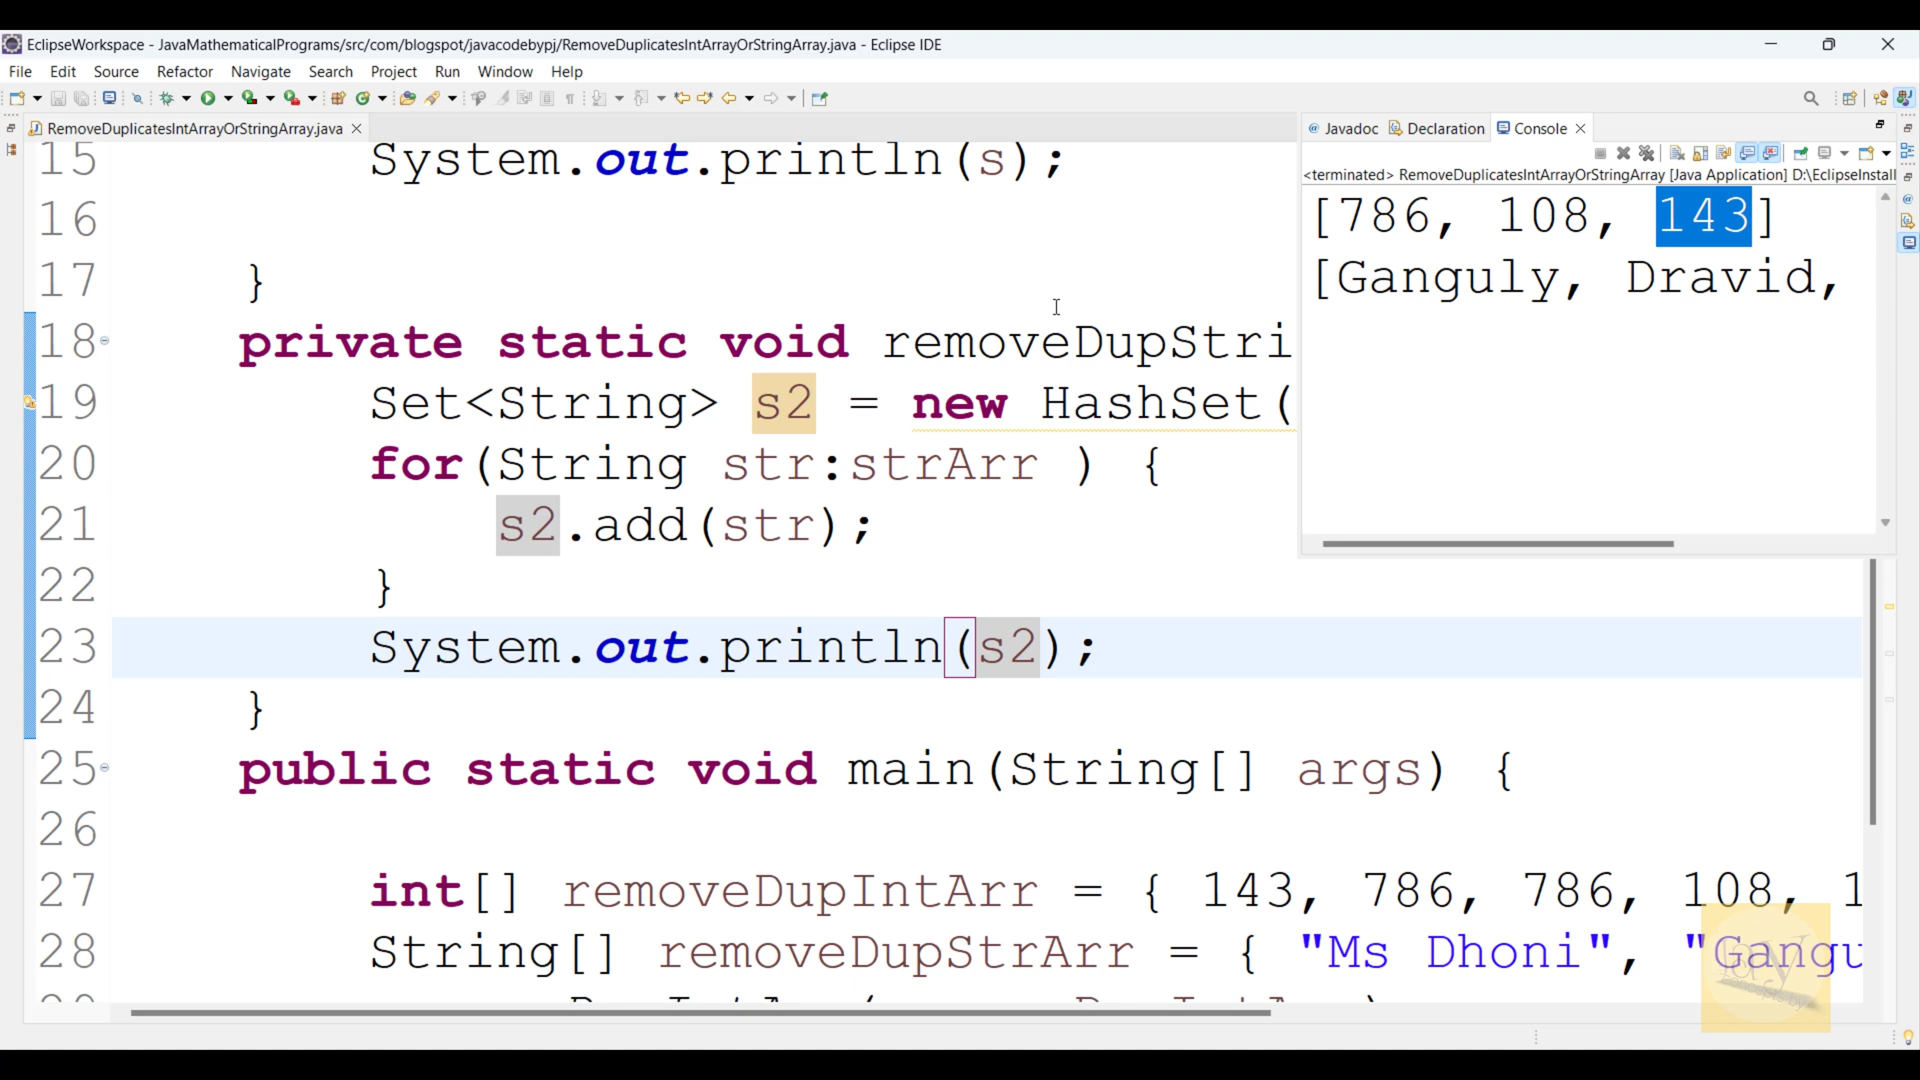 EclipseWorkspace - JavaMathematicalPrograms/src/com/blogspot/javacodebypj/RemoveDuplicatesIntArrayOrStringArray.java - Eclipse IDE
File Edit Source Refactor Navigate Search Project Run Window Help
RemoveDuplicatesIntArrayOrStringArray.java
Javadoc Declaration Console
<terminated> RemoveDuplicatesIntArrayOrStringArray [Java Application] D:\EclipseInstall
[786, 108, 143]
[Ganguly, Dravid,
15 System.out.println(s);
16
17 }
18 private static void removeDupStri
19 Set<String> s2 = new HashSet(
20 for(String str:strArr ) {
21 s2.add(str);
22 }
23 System.out.println(s2);
24 }
25 public static void main(String[] args) {
26
27 int[] removeDupIntArr = { 143, 786, 786, 108, 1
28 String[] removeDupStrArr = { "Ms Dhoni", "Gangu